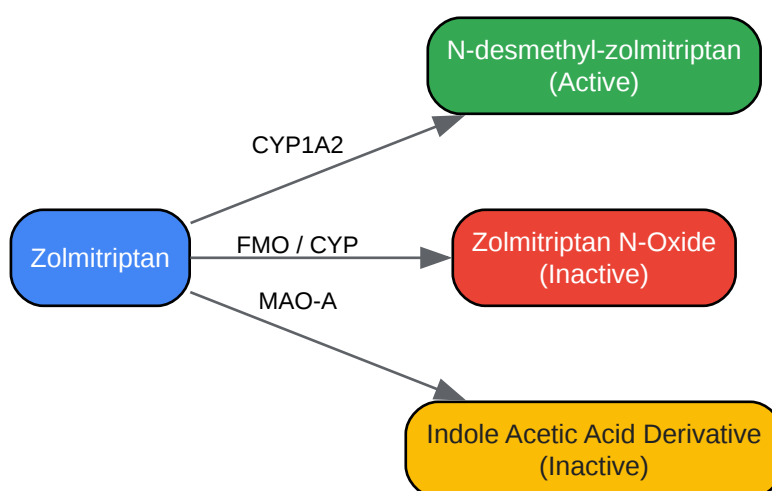 N-desmethyl-zolmitriptan
(Active)
CYP1A2
Zolmitriptan
FMO / CYP
Zolmitriptan N-Oxide
(Inactive)
MAO-A
Indole Acetic Acid Derivative
(Inactive)